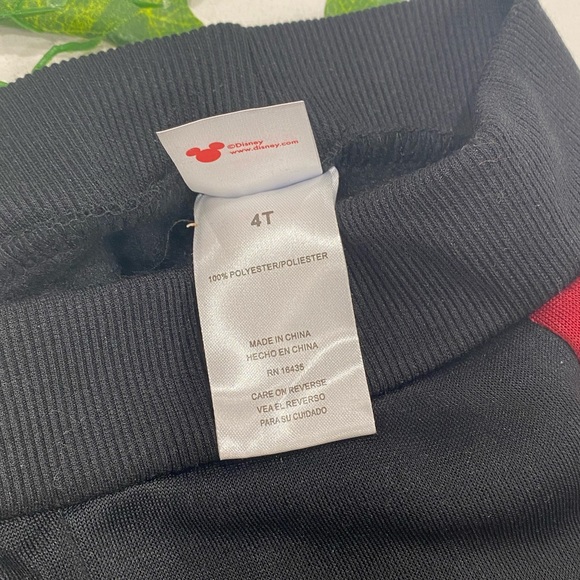 ©Disney
www.disney.com
4T
100% POLYESTER/POLIESTER
MADE IN CHINA
HECHO EN CHINA
RN 16435
CARE ON REVERSE
VEA EL REVERSO
PARA SU CUIDADO